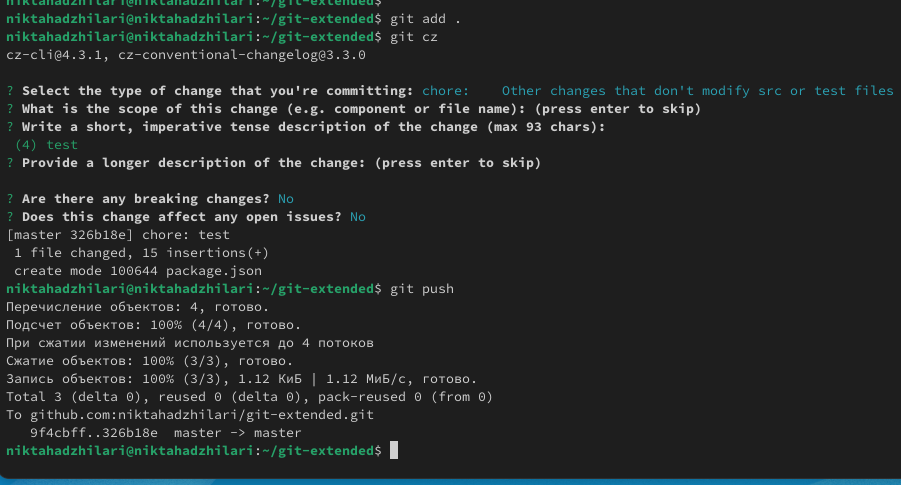 niktahadzhilari@niktahadzhilari:~/git-extended$
niktahadzhilari@niktahadzhilari:~/git-extended$ git add .
niktahadzhilari@niktahadzhilari:~/git-extended$ git cz
cz-cli@4.3.1, cz-conventional-changelog@3.3.0
? Select the type of change that you're committing: chore:    Other changes that don't modify src or test files
? What is the scope of this change (e.g. component or file name): (press enter to skip)
? Write a short, imperative tense description of the change (max 93 chars):
 (4) test
? Provide a longer description of the change: (press enter to skip)
? Are there any breaking changes? No
? Does this change affect any open issues? No
[master 326b18e] chore: test
 1 file changed, 15 insertions(+)
 create mode 100644 package.json
niktahadzhilari@niktahadzhilari:~/git-extended$ git push
Перечисление объектов: 4, готово.
Подсчет объектов: 100% (4/4), готово.
При сжатии изменений используется до 4 потоков
Сжатие объектов: 100% (3/3), готово.
Запись объектов: 100% (3/3), 1.12 КиБ | 1.12 МиБ/с, готово.
Total 3 (delta 0), reused 0 (delta 0), pack-reused 0 (from 0)
To github.com:niktahadzhilari/git-extended.git
   9f4cbff..326b18e  master -> master
niktahadzhilari@niktahadzhilari:~/git-extended$